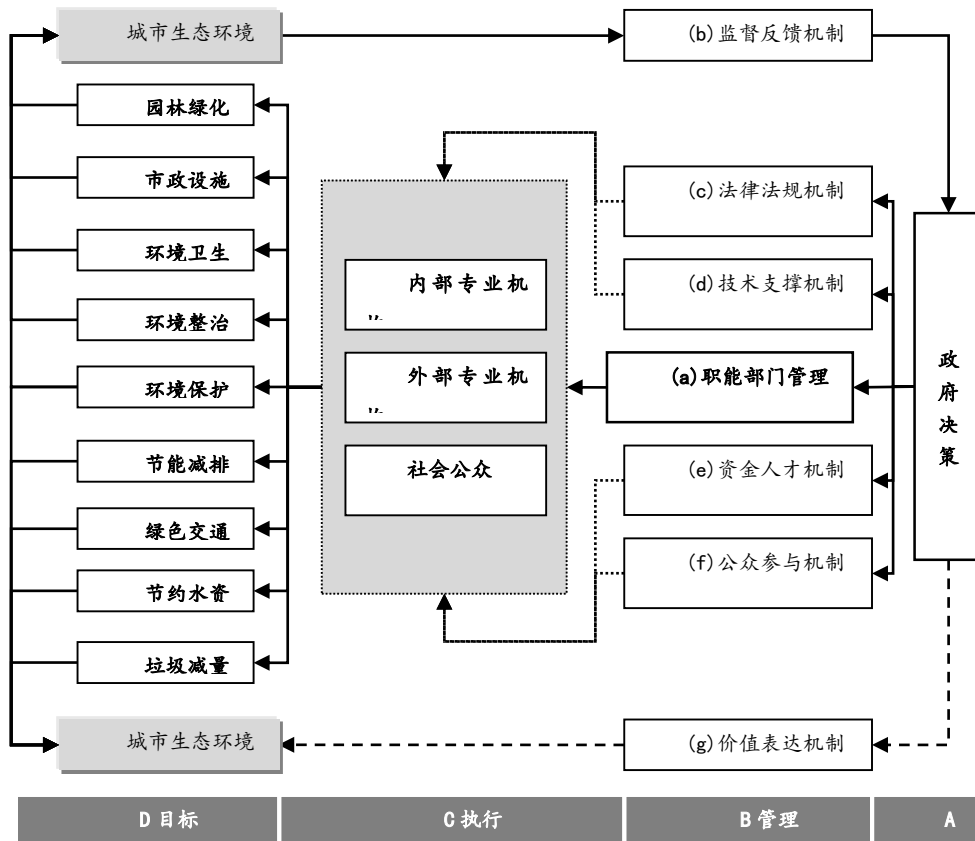 城市生态环境
(b)监督反馈机制
园林绿化
市政设施
(c)法律法规机制
环境卫生
内部专业机
(d)技术支撑机制
环境整治
环境保护
外部专业机
(a)职能部门管理
政
府
决
策
节能减排
社会公众
(e)资金人才机制
绿色交通
(f)公众参与机制
节约水资
垃圾减量
城市生态环境
(g)价值表达机制
D 目标
C 执行
B 管理
A